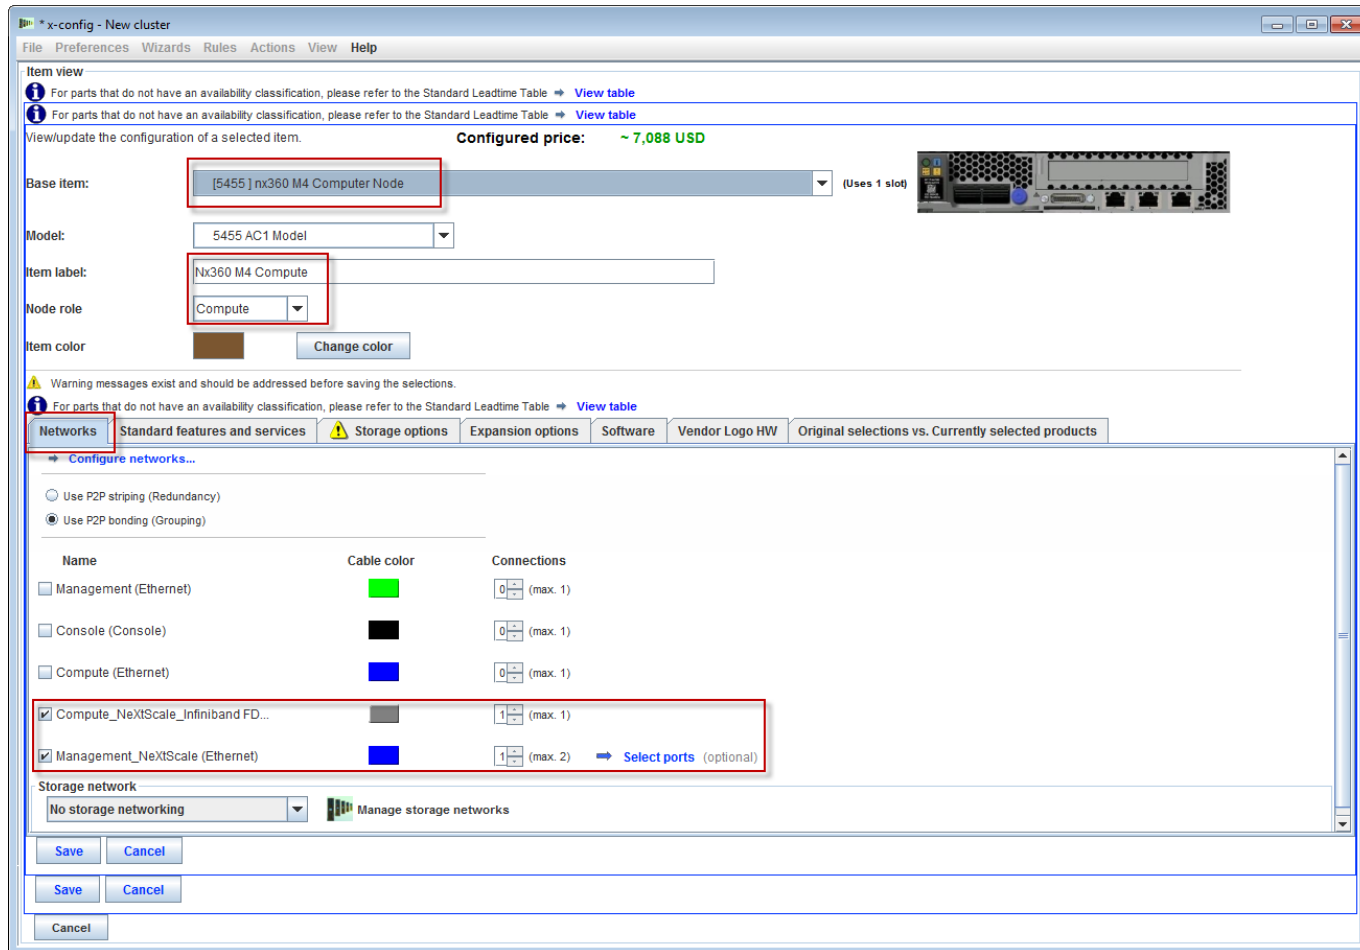 * x-config - New cluster
File Preferences Wizards Rules Actions View Help
Item view
For parts that do not have an availability classification, please refer to the Standard Leadtime Table View table
For parts that do not have an availability classification, please refer to the Standard Leadtime Table View table
View/update the configuration of a selected item. Configured price: ~ 7,088 USD
Base item: [5455 ] nx360 M4 Computer Node (Uses 1 slot)
Model: 5455 AC1 Model
Item label: Nx360 M4 Compute
Node role Compute
Item color Change color
Warning messages exist and should be addressed before saving the selections.
For parts that do not have an availability classification, please refer to the Standard Leadtime Table View table
Networks Standard features and services Storage options Expansion options Software Vendor Logo HW Original selections vs. Currently selected products
Configure networks...
Use P2P striping (Redundancy)
Use P2P bonding (Grouping)
Name Cable color Connections
Management (Ethernet) 0 (max. 1)
Console (Console) 0 (max. 1)
Compute (Ethernet) 0 (max. 1)
Compute_NeXtScale_Infiniband FD... 1 (max. 1)
Management_NeXtScale (Ethernet) 1 (max. 2) Select ports (optional)
Storage network
No storage networking Manage storage networks
Save Cancel
Save Cancel
Cancel